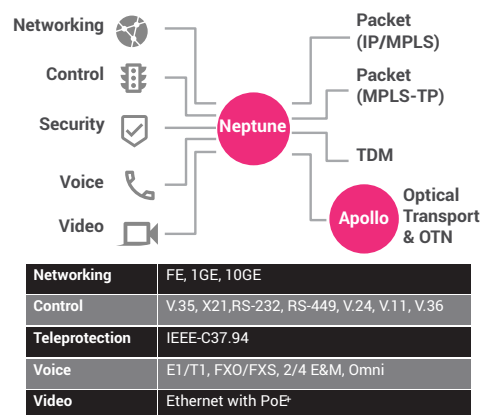 Networking
Control
Security
Voice
Video
Neptune
Packet
(IP/MPLS)
Packet
(MPLS-TP)
TDM
Apollo
Optical
Transport
& OTN
Networking FE, 1GE, 10GE
Control V.35, X21,RS-232, RS-449, V.24, V.11, V.36
Teleprotection IEEE-C37.94
Voice E1/T1, FXO/FXS, 2/4 E&M, Omni
Video Ethernet with PoE+